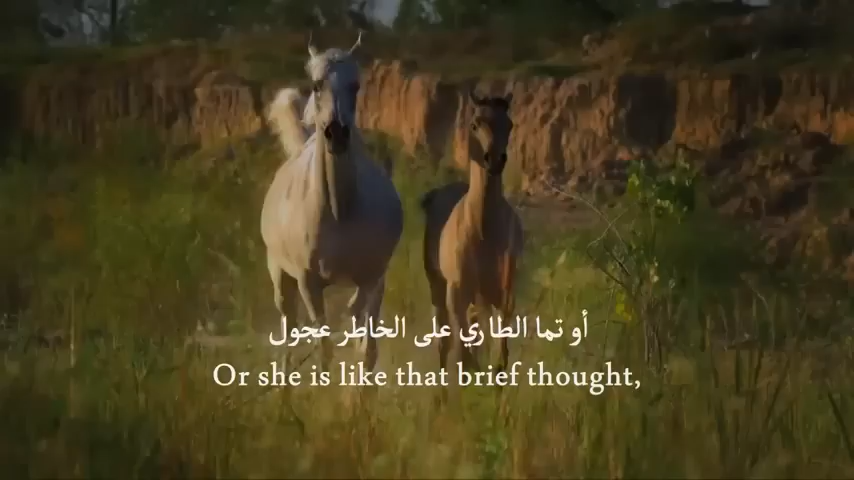 أو تما الطاري على الخاطر عجول
Or she is like that brief thought,